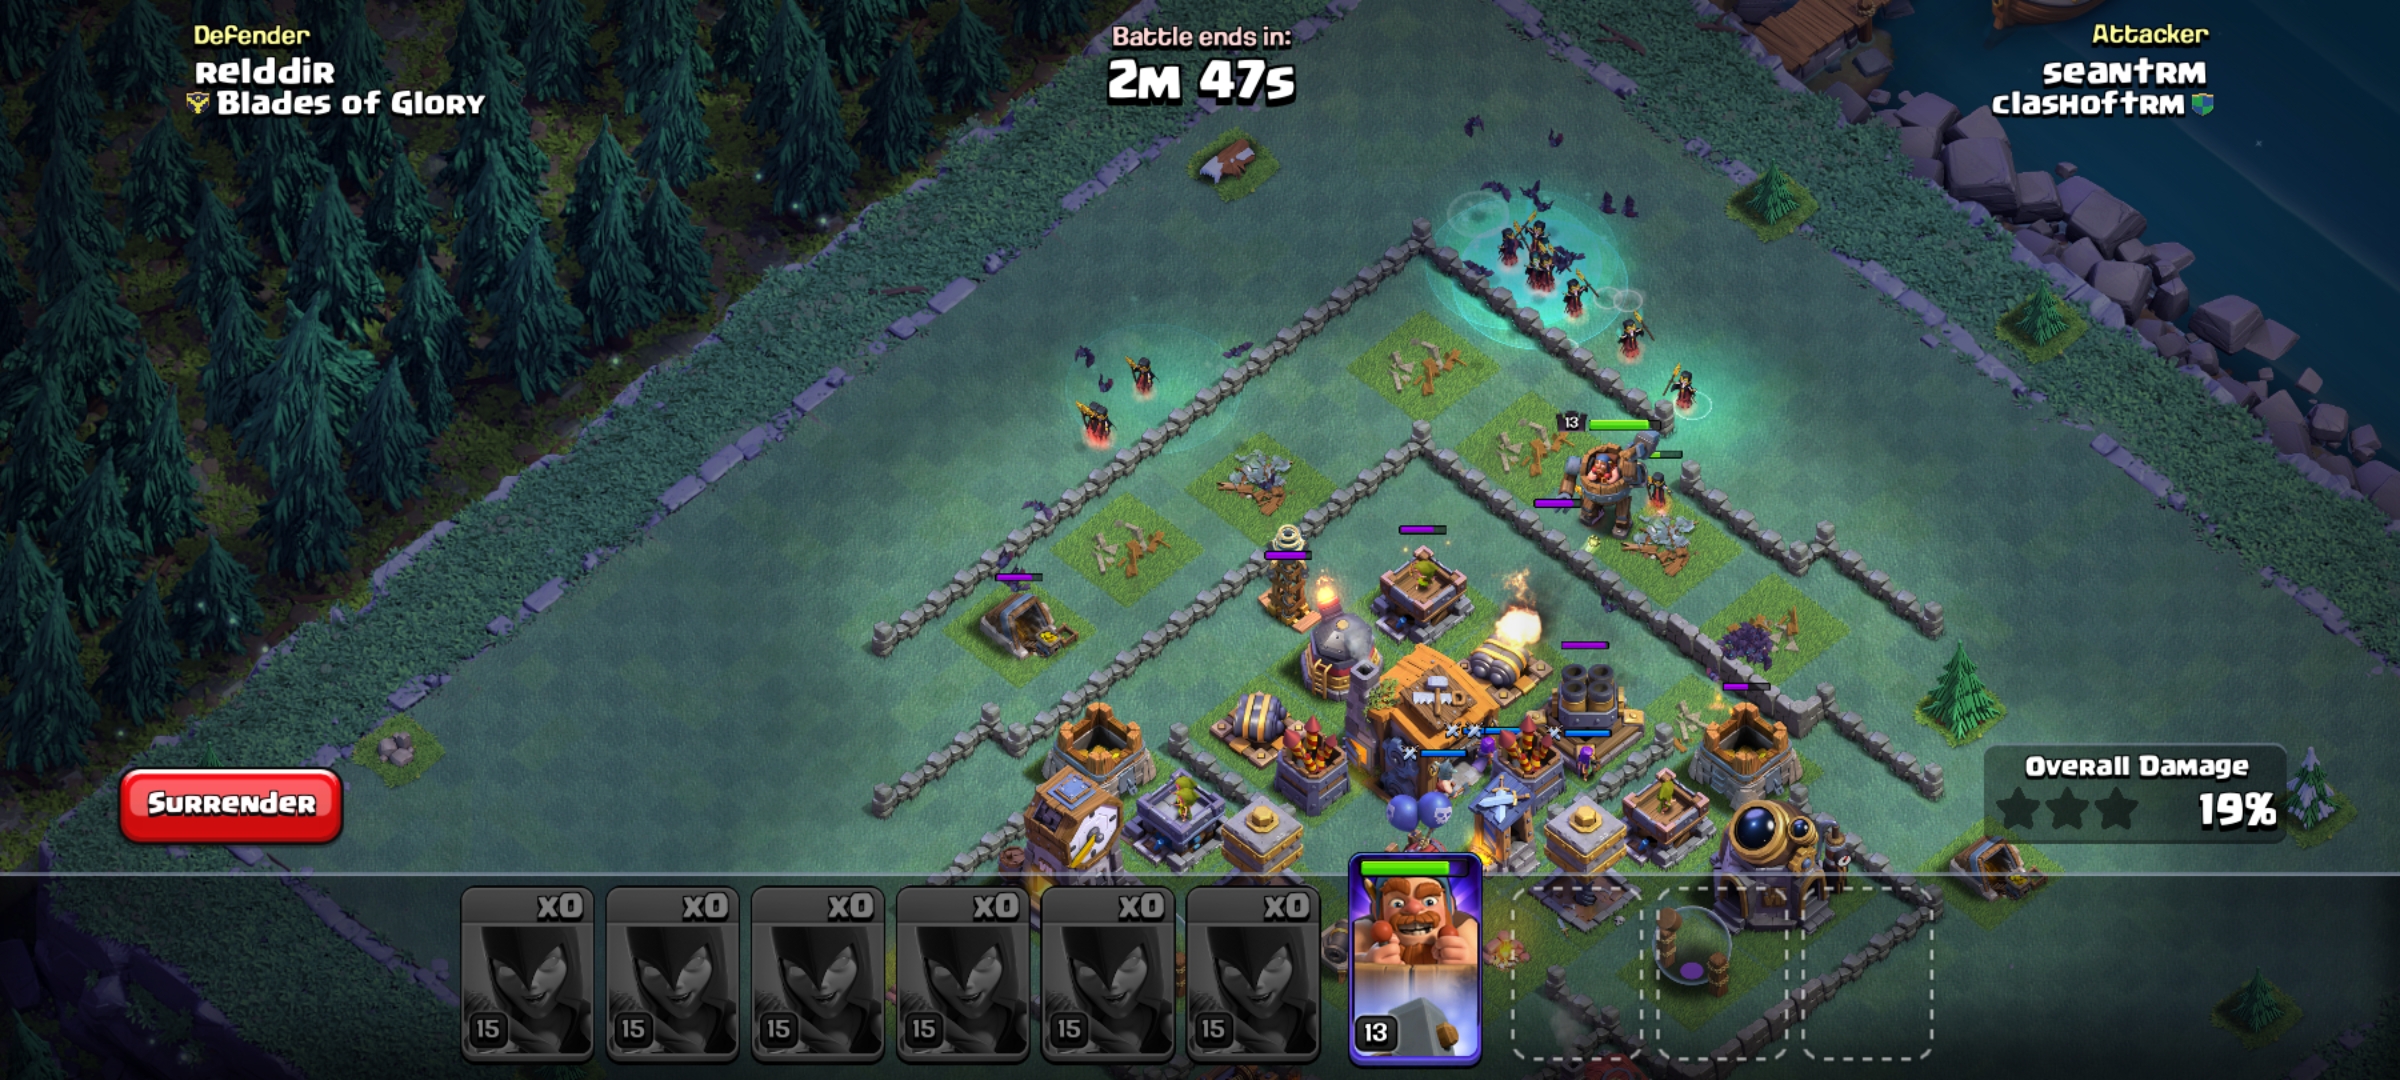 Defender
Relddir
Blades of Glory
Battle ends in:
2m 47s
Attacker
seantrm
clashoftrm
13
Surrender
Overall Damage
19%
x0
x0
x0
x0
x0
x0
15
15
15
15
15
15
13